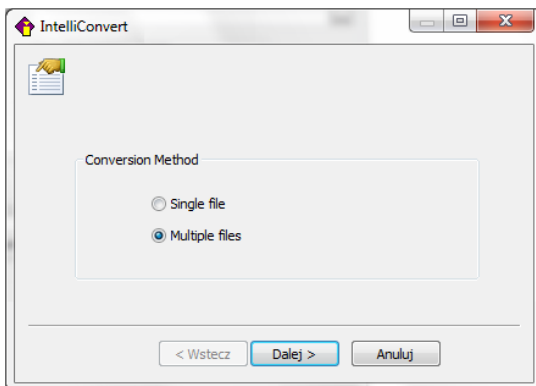 IntelliConvert
Conversion Method
Single file
Multiple files
< Wstecz
Dalej >
Anuluj